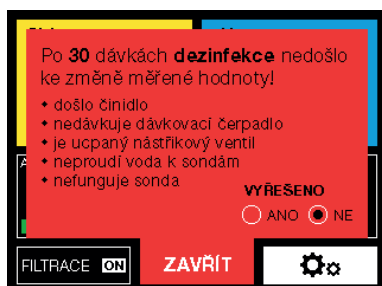 Po 30 dávkách dezinfekce nedošlo
ke změně měřené hodnoty!
• došlo činidlo
• nedávkuje dávkovací čerpadlo
• je ucpaný nástřikový ventil
• neproudí voda k sondám
• nefunguje sonda
VYŘEŠENO
ANO NE
FILTRACE ON ZAVŘÍT